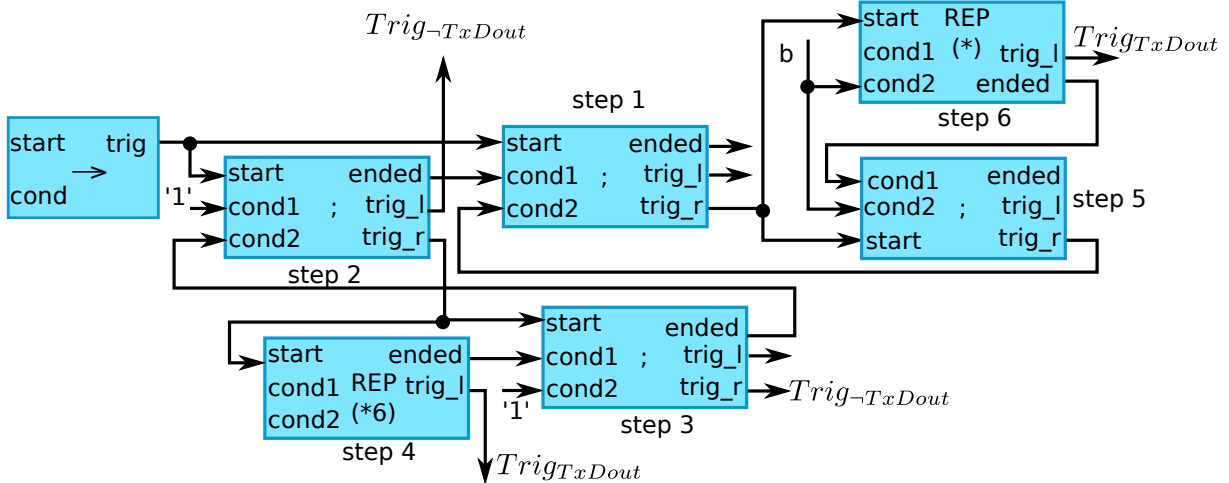 start trig
→
cond
Trig¬TxDout
step 1
start ended
cond1 ; trig_l
cond2 trig_r
'1'
start ended
cond1 ; trig_l
cond2 trig_r
step 2
b
start REP
cond1 (*) trig_l
cond2 ended
TrigTxDout
step 6
cond1 ended
cond2 ; trig_l
start trig_r
step 5
start ended
cond1 REP trig_l
cond2 (*6)
step 4
TrigTxDout
start ended
cond1 ; trig_l
cond2 trig_r
'1'
step 3
Trig¬TxDout